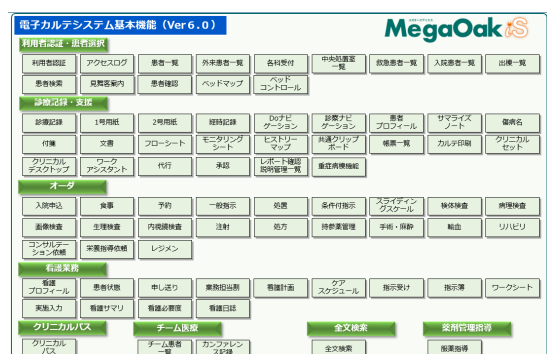 電子カルテシステム基本機能（Ver6.0）
MegaOak iS
利用者認証・患者選択
利用者認証 アクセスログ 患者一覧 外来患者一覧 各科受付 中央処置室一覧 救急患者一覧 入院患者一覧 出棟一覧
患者検索 見舞客案内 患者確認 ベッドマップ ベッドコントロール
診療記録・支援
診療記録 1号用紙 2号用紙 経時記録 Doナビゲーション 診察ナビゲーション 患者プロフィール サマライズノート 傷病名
付箋 文書 フローシート モニタリングシート ヒストリーマップ 共通クリップボード 帳票一覧 カルテ印刷 クリニカルセット
クリニカルデスクトップ ワークアシスタント 代行 承認 レポート確認説明管理一覧 重症病棟機能
オーダ
入院申込 食事 予約 一般指示 処置 条件付指示 スライディングスケール 検体検査 病理検査
画像検査 生理検査 内視鏡検査 注射 処方 持参薬管理 手術・麻酔 輸血 リハビリ
コンサルテーション依頼 栄養指導依頼 レジメン
看護業務
看護プロフィール 患者状態 申し送り 業務担当割 看護計画 ケアスケジュール 指示受け 指示簿 ワークシート
実施入力 看護サマリ 看護必要度 看護日誌
クリニカルパス チーム医療 全文検索 薬剤管理指導
クリニカルパス チーム患者一覧 カンファレンス記録 全文検索 服薬指導